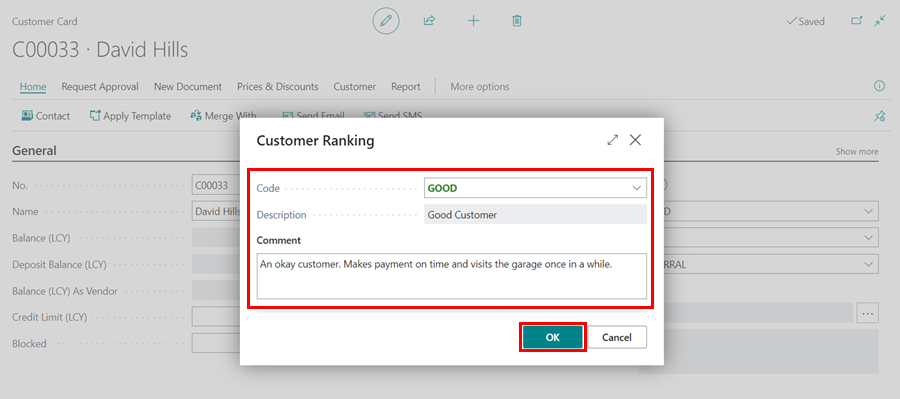 Customer Card
Saved
C00033 · David Hills
Home Request Approval New Document Prices & Discounts Customer Report More options
Contact Apply Template Merge With Send Email Send SMS
General
Show more
No. C00033
Name David Hills
Balance (LCY)
Deposit Balance (LCY)
Balance (LCY) As Vendor
Credit Limit (LCY)
Blocked
Customer Ranking
Code GOOD
Description Good Customer
Comment
An okay customer. Makes payment on time and visits the garage once in a while.
OK Cancel